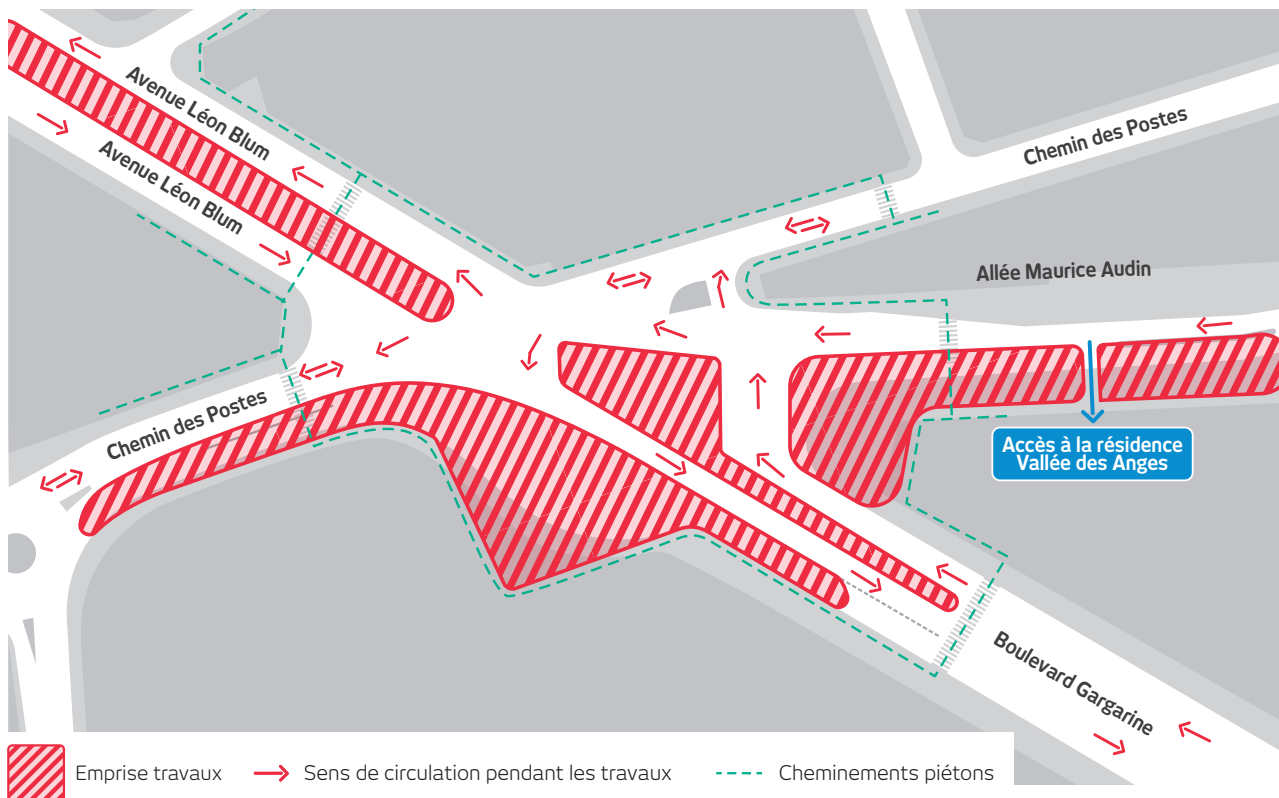 Avenue Léon Blum
Avenue Léon Blum
Chemin des Postes
Allée Maurice Audin
Chemin des Postes
Accès à la résidence
Vallée des Anges
Boulevard Gargarine
Emprise travaux
Sens de circulation pendant les travaux
Cheminements piétons